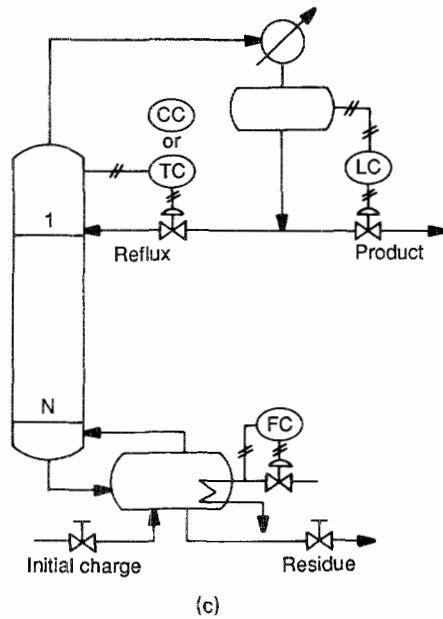 CC
or
TC
LC
1
Reflux
Product
N
FC
Initial charge
Residue
(c)